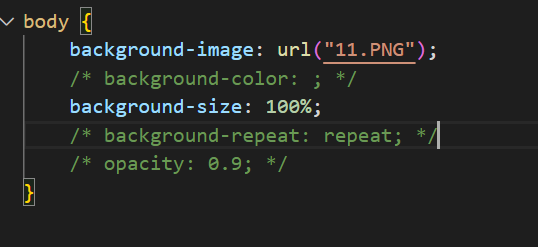 body {
background-image: url("11.PNG");
/* background-color: ; */
background-size: 100%;
/* background-repeat: repeat; */
/* opacity: 0.9; */
}